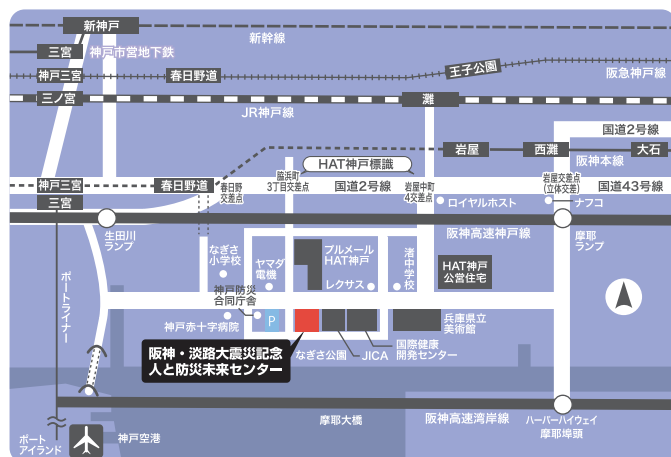 新神戸
新幹線
三宮
神戸市営地下鉄
神戸三宮
春日野道
王子公園
阪急神戸線
三ノ宮
JR神戸線
灘
国道2号線
岩屋
西灘
大石
阪神本線
HAT神戸標識
神戸三宮
春日野道
春日野
交差点
脇浜町
3丁目交差点
国道2号線
岩屋中町
4交差点
岩屋交差点
(立体交差)
国道43号線
三宮
ロイヤルホスト
ナフコ
生田川
ランプ
阪神高速神戸線
摩耶
ランプ
ポートライナー
なぎさ
小学校
ヤマダ
電機
ブルメール
HAT神戸
渚中学校
HAT神戸
公営住宅
レクサス
神戸防災
合同庁舎
P
神戸赤十字病院
兵庫県立
美術館
阪神・淡路大震災記念
人と防災未来センター
なぎさ公園
JICA
国際健康
開発センター
摩耶大橋
阪神高速湾岸線
ハーバーハイウェイ
摩耶埠頭
ポート
アイランド
神戸空港